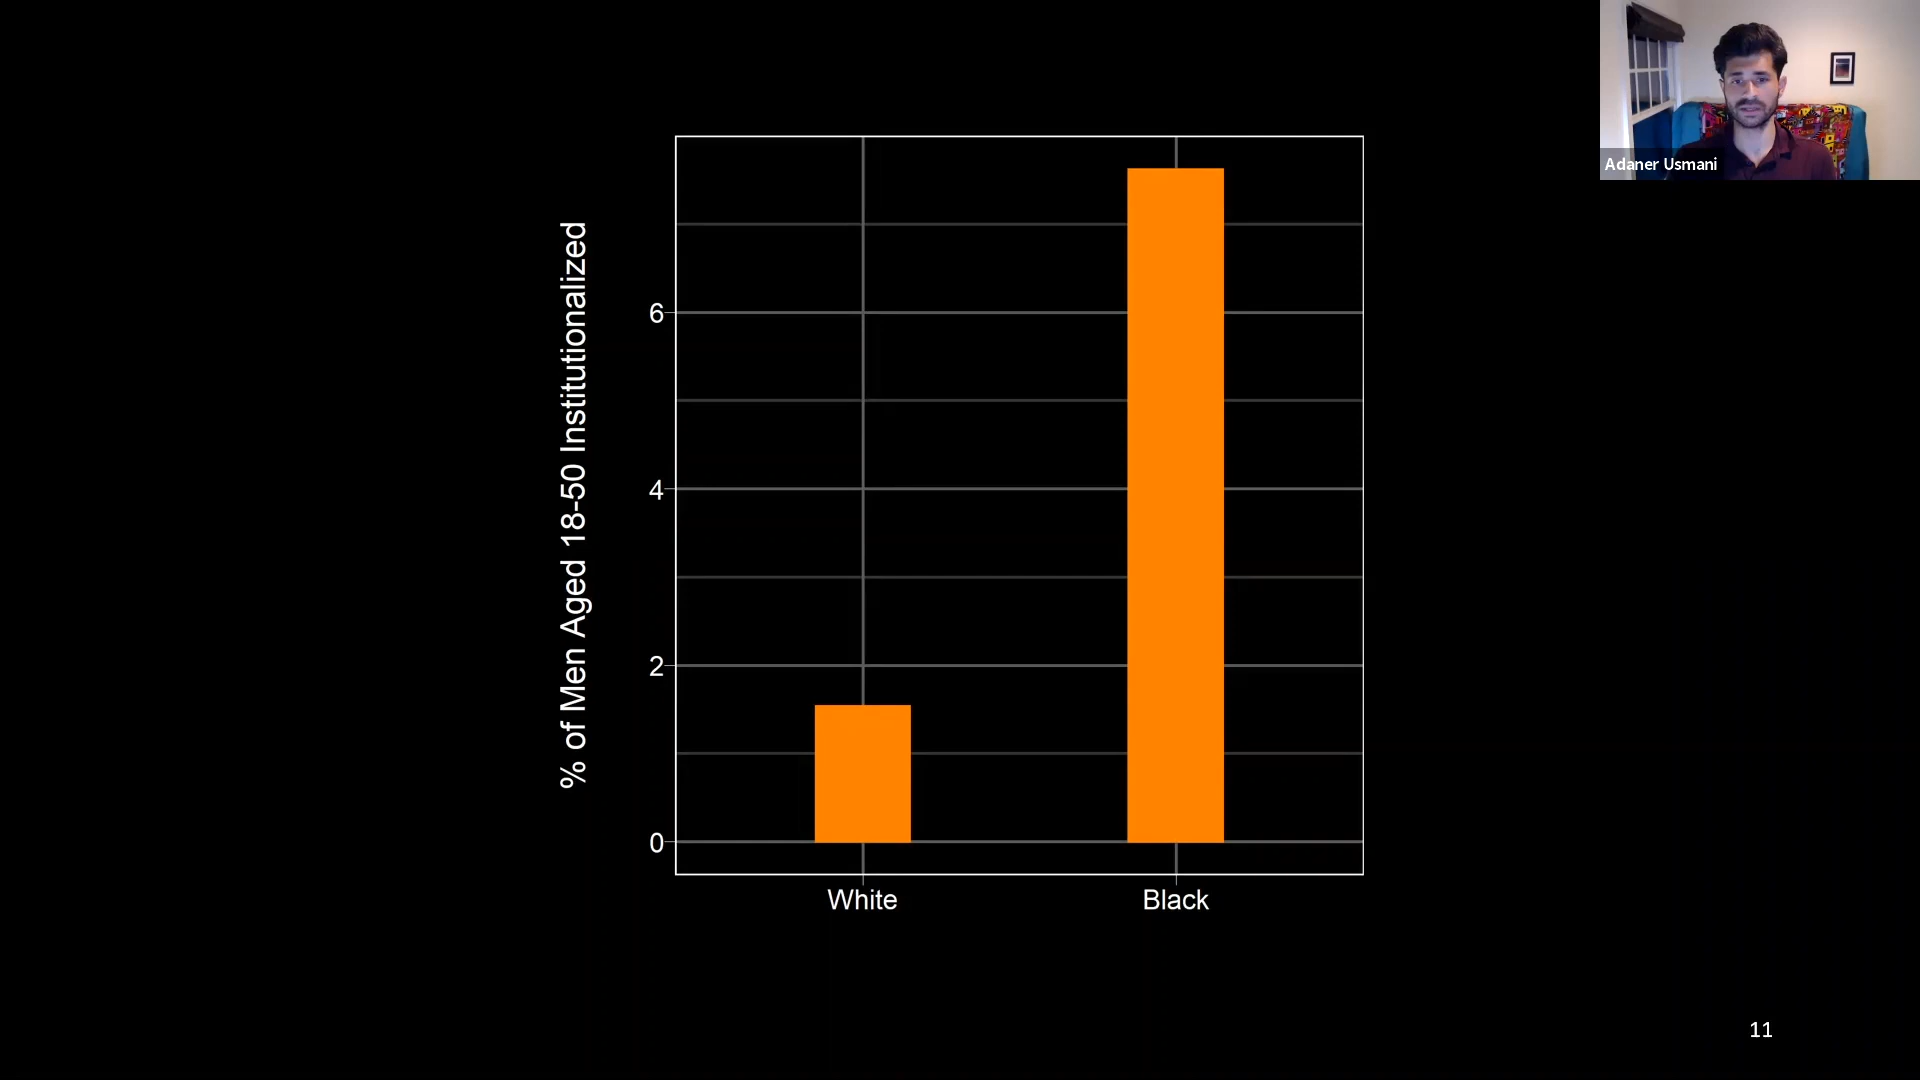 Adaner Usmani
% of Men Aged 18-50 Institutionalized
6
4
2
0
White
Black
11